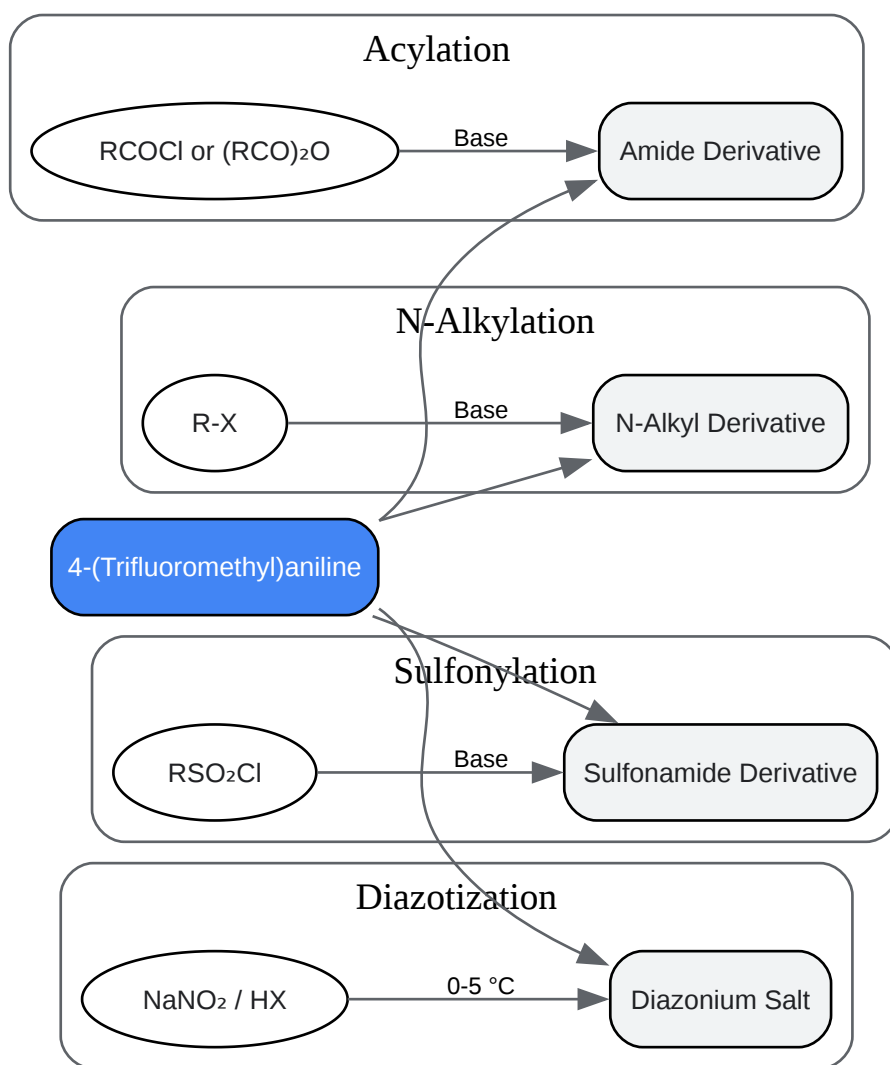 Acylation
RCOCl or (RCO)₂O
Base
Amide Derivative
N-Alkylation
R-X
Base
N-Alkyl Derivative
4-(Trifluoromethyl)aniline
Sulfonylation
RSO₂Cl
Base
Sulfonamide Derivative
Diazotization
NaNO₂ / HX
0-5 °C
Diazonium Salt